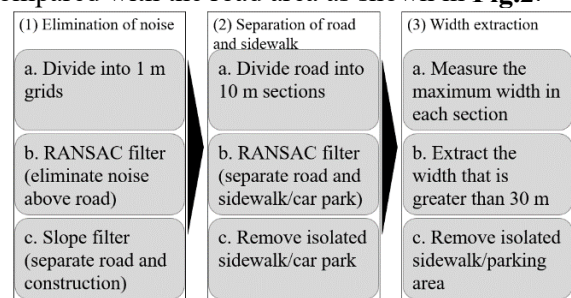 compared with the road area as shown in Fig.2.
(1) Elimination of noise
a. Divide into 1 m
grids
b. RANSAC filter
(eliminate noise
above road)
c. Slope filter
(separate road and
construction)
(2) Separation of road
and sidewalk
a. Divide road into
10 m sections
b. RANSAC filter
(separate road and
sidewalk/car park)
c. Remove isolated
sidewalk/car park
(3) Width extraction
a. Measure the
maximum width in
each section
b. Extract the
width that is
greater than 30 m
c. Remove isolated
sidewalk/parking
area